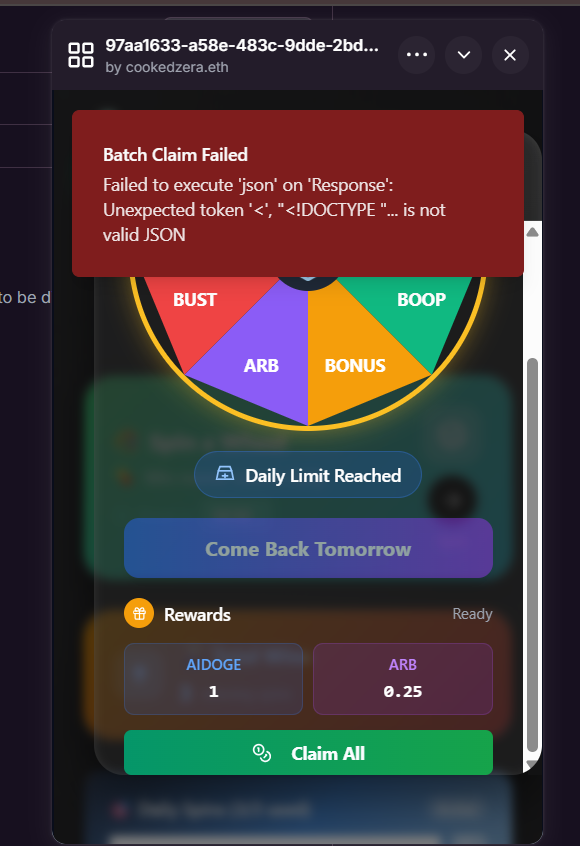 97aa1633-a58e-483c-9dde-2bd...
by cookedzera.eth
Batch Claim Failed
Failed to execute 'json' on 'Response':
Unexpected token '<', "<!DOCTYPE "... is not
valid JSON
to be d
BUST
BOOP
ARB
BONUS
Daily Limit Reached
Come Back Tomorrow
Rewards
Ready
AIDOGE
ARB
1
0.25
Claim All